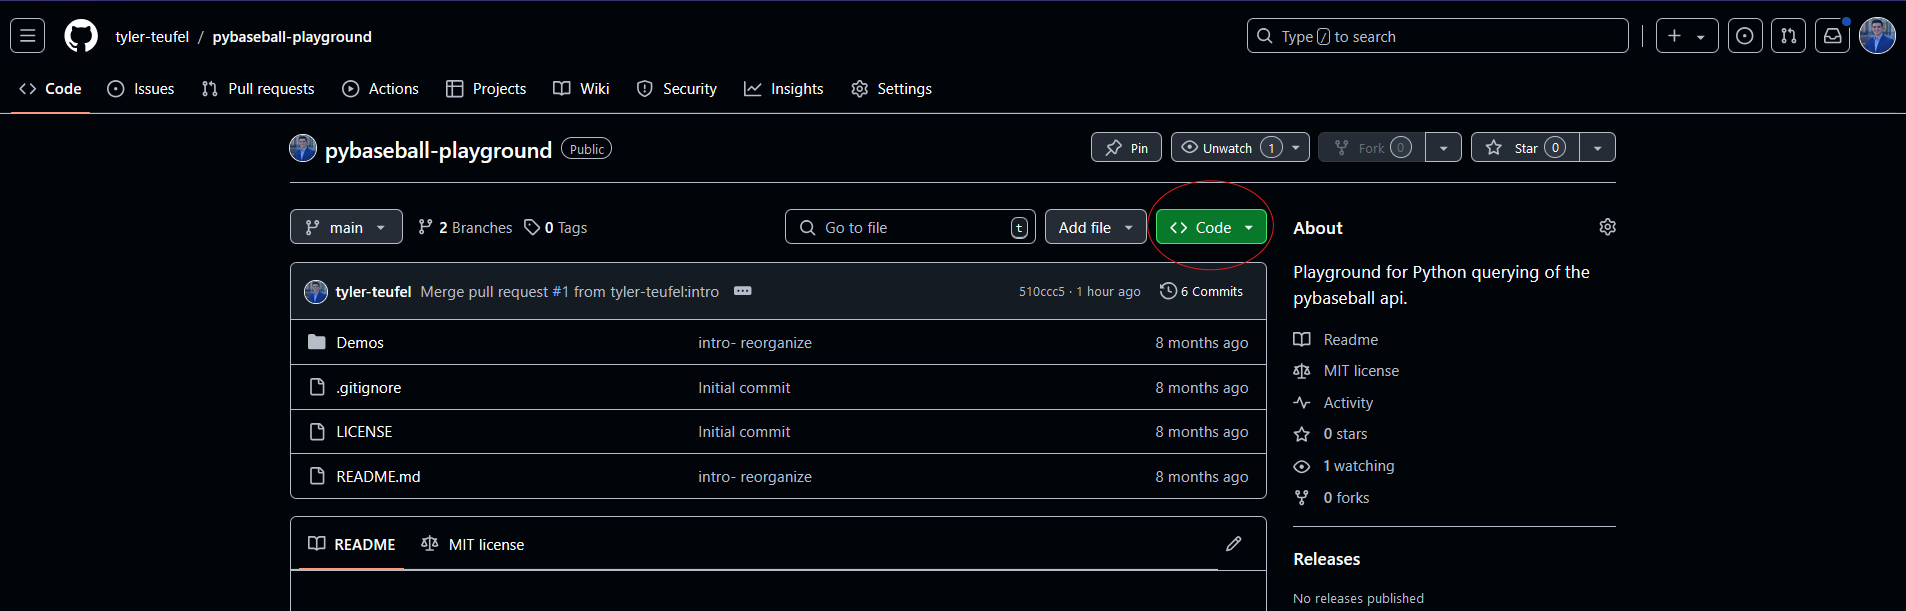 tyler-teufel / pybaseball-playground
Type / to search
Code Issues Pull requests Actions Projects Wiki Security Insights Settings
pybaseball-playground Public
Pin Unwatch 1 Fork 0 Star 0
main 2 Branches 0 Tags Go to file t Add file Code
tyler-teufel Merge pull request #1 from tyler-teufel:intro 510ccc5 · 1 hour ago 6 Commits
Demos intro- reorganize 8 months ago
.gitignore Initial commit 8 months ago
LICENSE Initial commit 8 months ago
README.md intro- reorganize 8 months ago
README MIT license
About
Playground for Python querying of the
pybaseball api.
Readme
MIT license
Activity
0 stars
1 watching
0 forks
Releases
No releases published